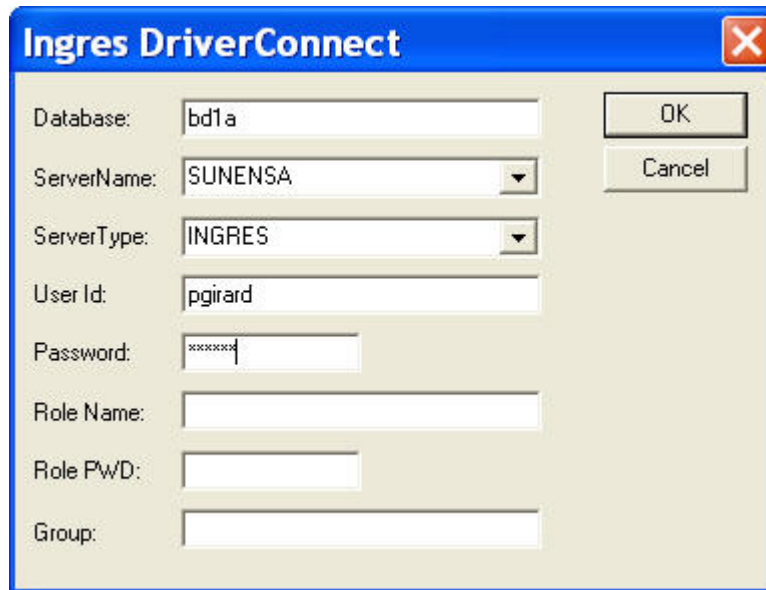 Ingres DriverConnect
Database: bd1a OK
ServerName: SUNENSA Cancel
ServerType: INGRES
User Id: pgirard
Password: ******
Role Name:
Role PWD:
Group: